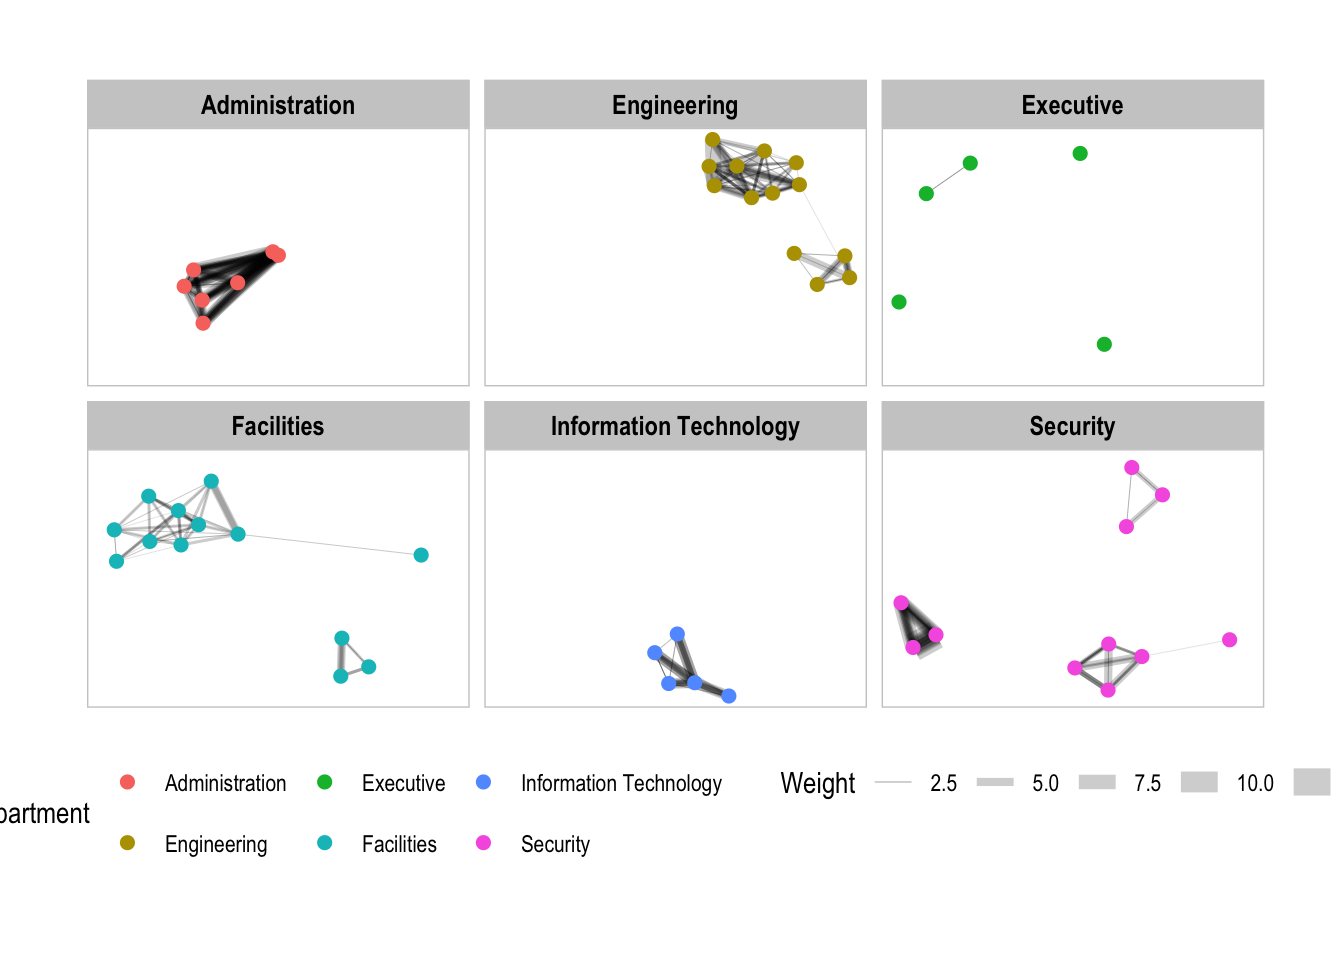 Administration
Engineering
Executive
Facilities
Information Technology
Security
Administration
Executive
Information Technology
Weight
2.5
5.0
7.5
10.0
partment
Engineering
Facilities
Security